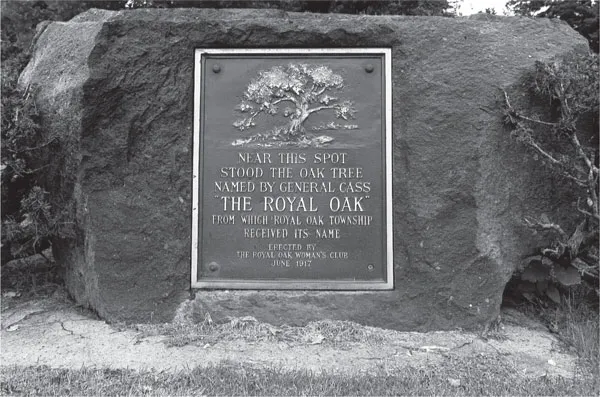 NEAR THIS SPOT
STOOD THE OAK TREE
NAMED BY GENERAL CASS
"THE ROYAL OAK"
FROM WHICH ROYAL OAK TOWNSHIP
RECEIVED ITS NAME
ERECTED BY
THE ROYAL OAK WOMAN'S CLUB
JUNE 1917